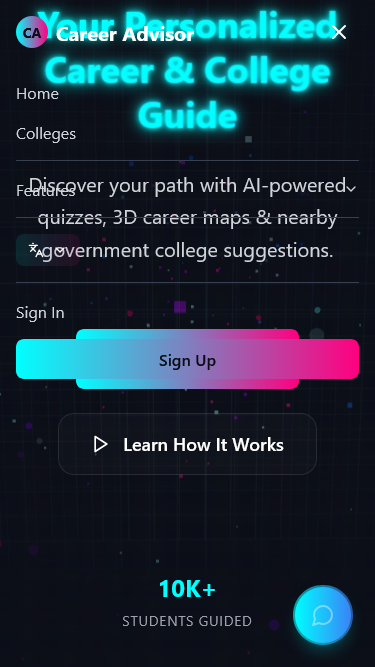 Your Personalized
CA Career Advisor
Career & College
Home
Guide
Colleges
Features
Discover your path with AI-powered
quizzes, 3D career maps & nearby
government college suggestions.
Sign In
Sign Up
Learn How It Works
10K+
STUDENTS GUIDED